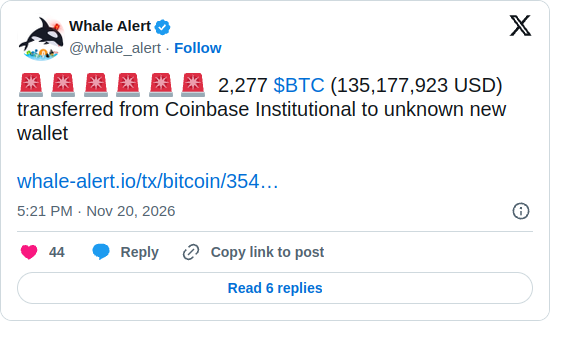 Whale Alert
@whale_alert · Follow
🚨 🚨 🚨 🚨 🚨 🚨 2,277 $BTC (135,177,923 USD)
transferred from Coinbase Institutional to unknown new
wallet
whale-alert.io/tx/bitcoin/354…
5:21 PM · Nov 20, 2026
44 Reply Copy link to post
Read 6 replies